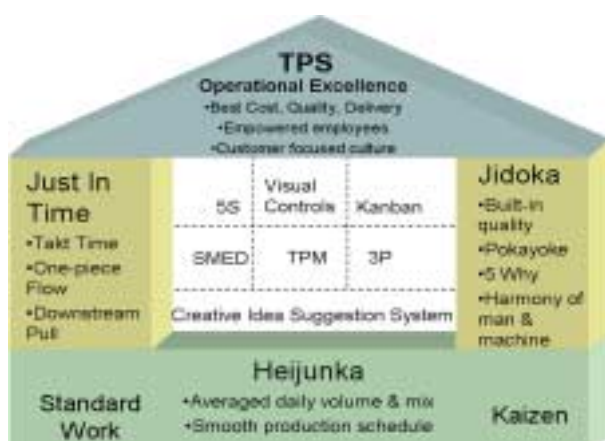 TPS
Operational Excellence
•Best Cost, Quality, Delivery
•Empowered employees
•Customer focused culture
Just In
Time
•Takt Time
•One-piece
Flow
•Downstream
Pull
5S
Visual
Controls
Kanban
SMED
TPM
3P
Creative Idea Suggestion System
Jidoka
•Built-in
quality
•Pokayoke
•5 Why
•Harmony of
man &
machine
Standard
Work
Heijunka
•Averaged daily volume & mix
•Smooth production schedule
Kaizen